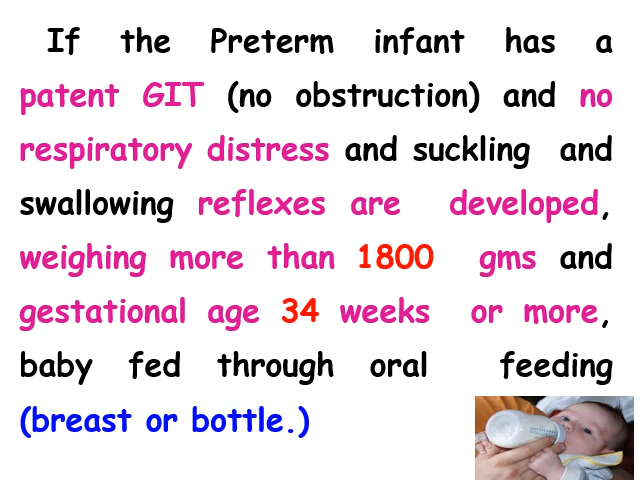 If the Preterm infant has a
patent GIT (no obstruction) and no
respiratory distress and suckling and
swallowing reflexes are developed,
weighing more than 1800 gms and
gestational age 34 weeks or more,
baby fed through oral feeding
(breast or bottle.)